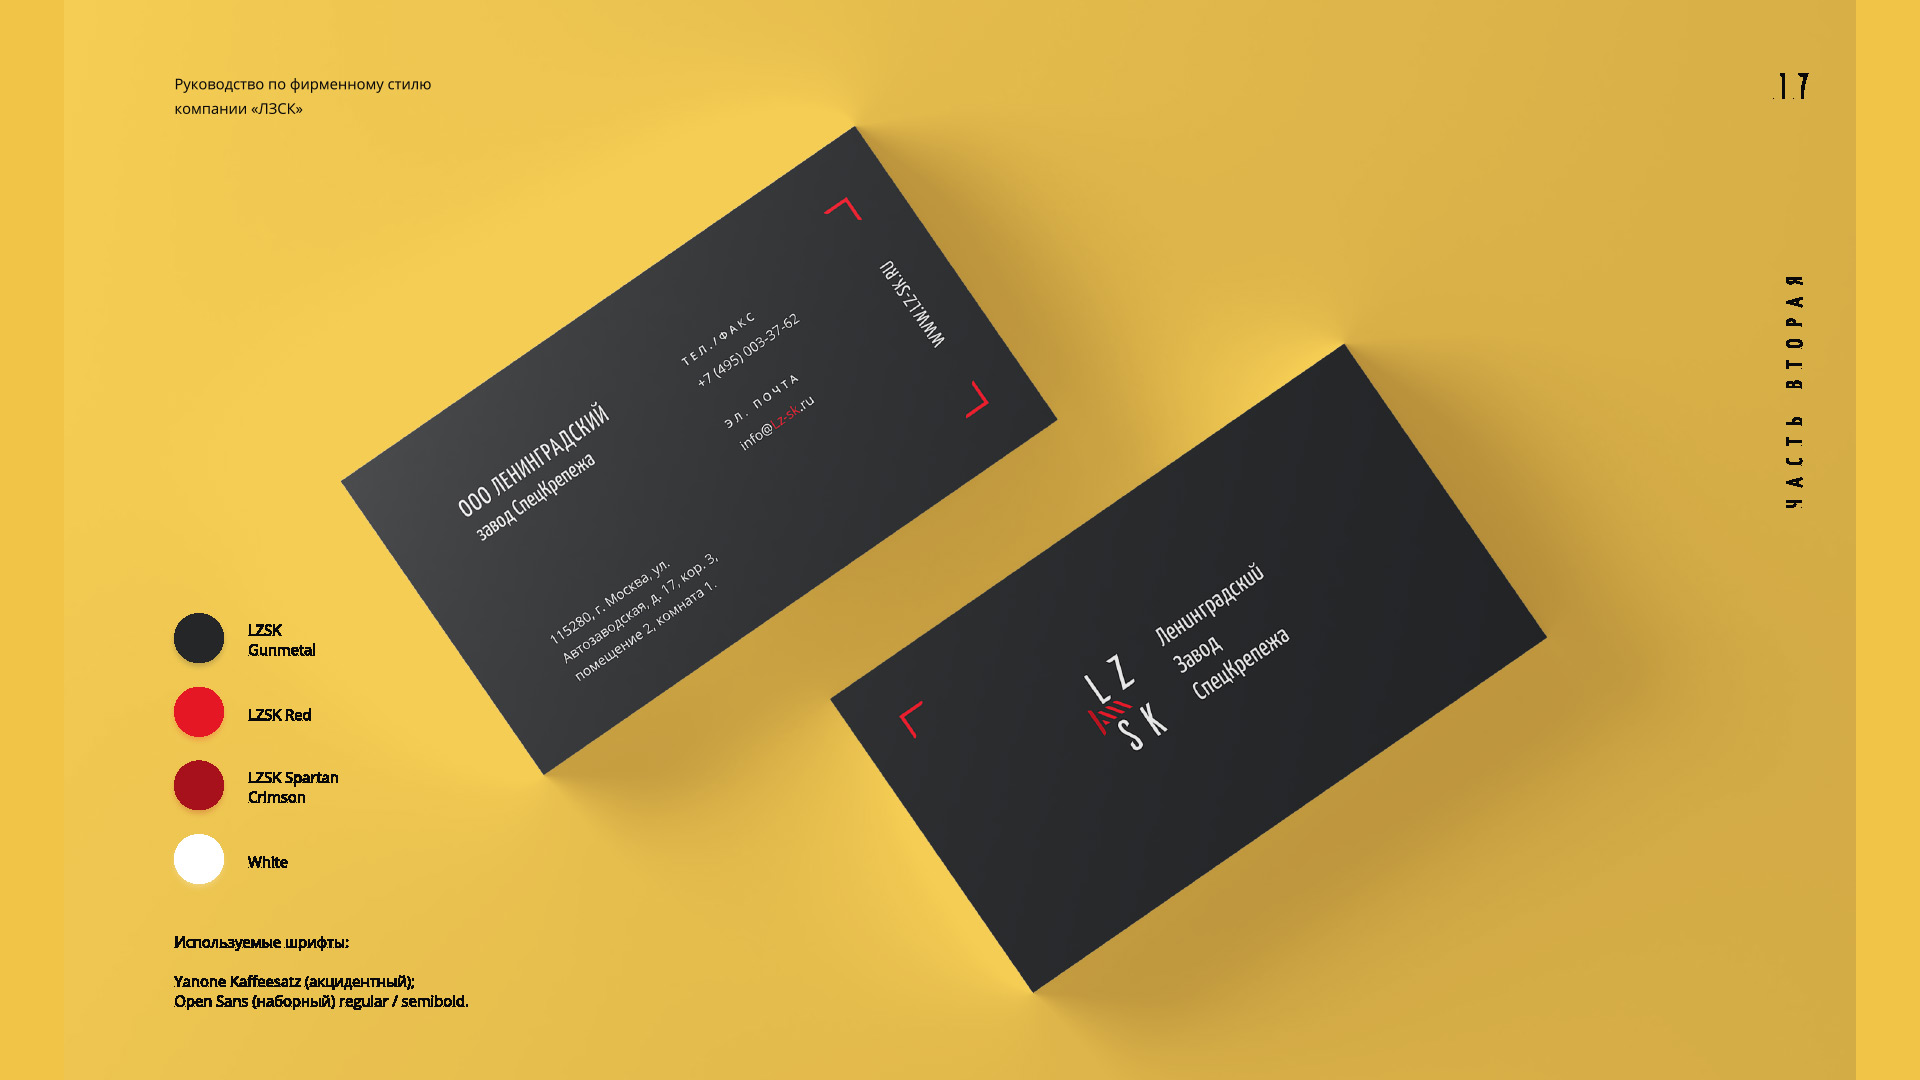 Руководство по фирменному стилю
компании «ЛЗСК»
17
ЧАСТЬ ВТОРАЯ
ООО ЛЕНИНГРАДСКИЙ
завод СпецКрепежа
ТЕЛ./ФАКС
+7 (495) 003-37-62
ЭЛ. ПОЧТА
info@Lz-sk.ru
WWW.LZ-SK.RU
115280, г. Москва, ул.
Автозаводская, д. 17, кор. 3,
помещение 2, комната 1.
LZ
SK
Ленинградский
Завод
СпецКрепежа
LZSK
Gunmetal
LZSK Red
LZSK Spartan
Crimson
White
Используемые шрифты:
Yanone Kaffeesatz (акцидентный);
Open Sans (наборный) regular / semibold.